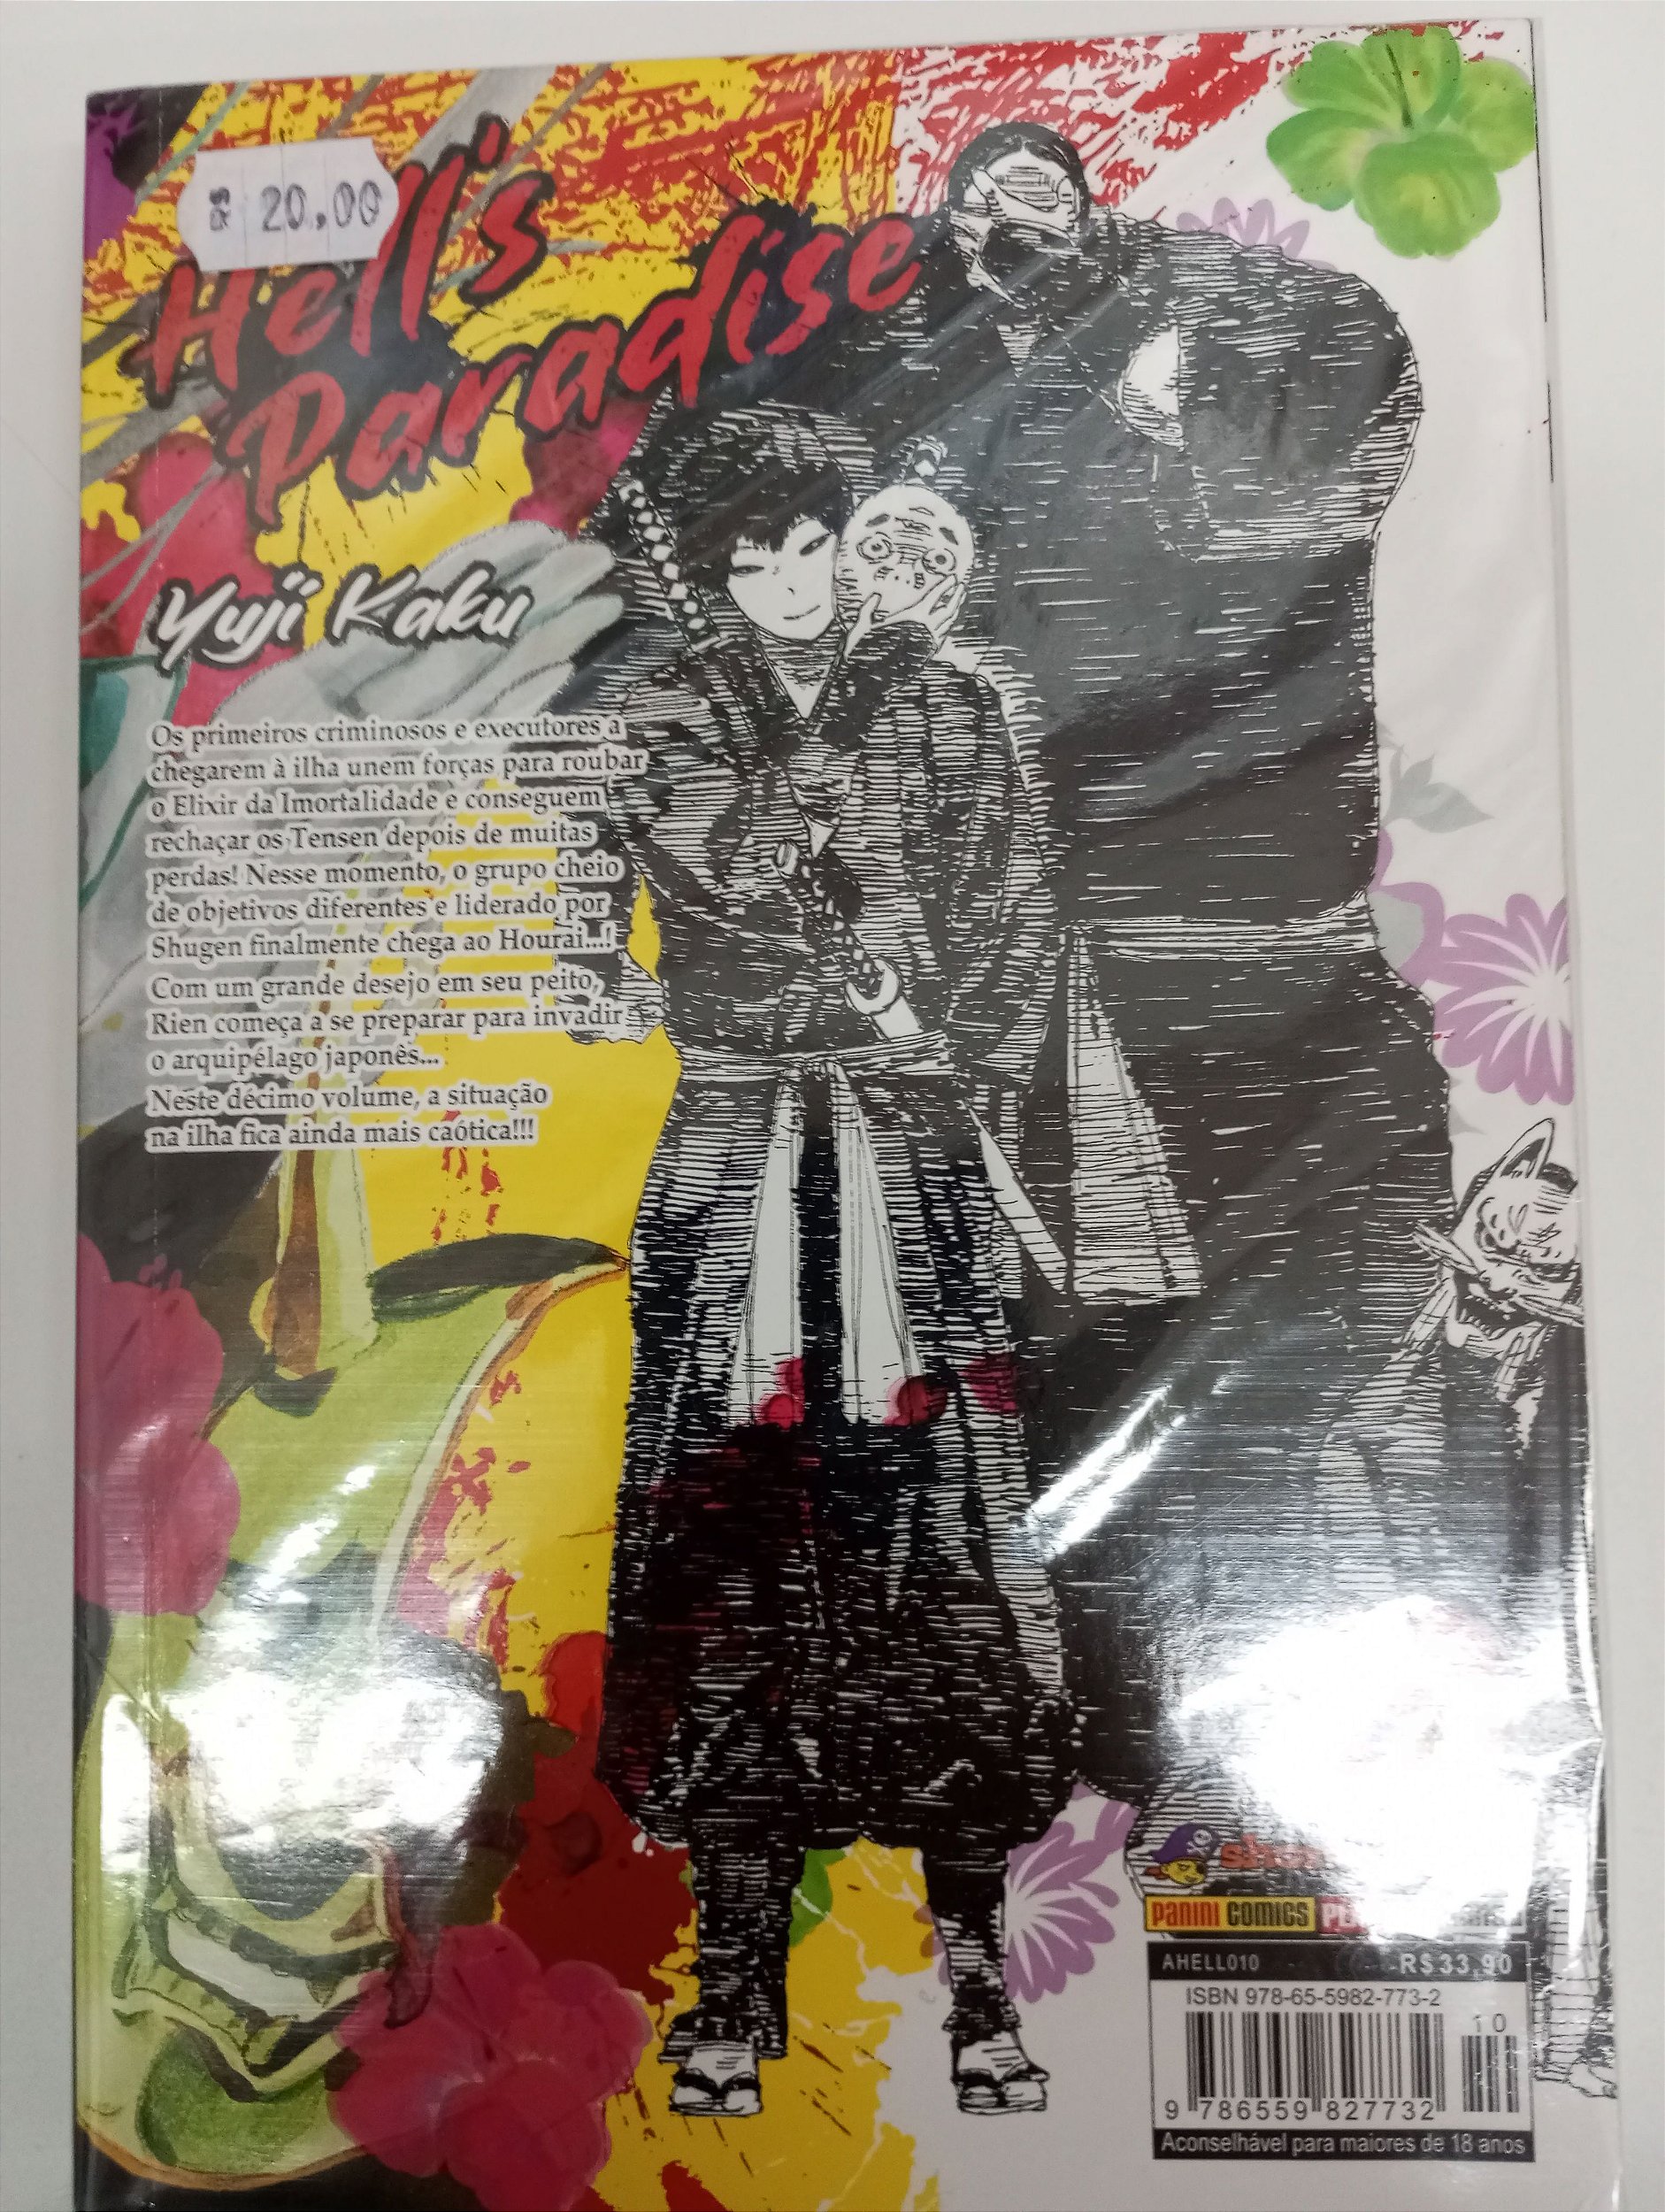 R$ 20,00
Hell's
Paradise
Yuji Kaku
Os primeiros criminosos e executores a
chegarem à ilha unem forças para roubar
o Elixir da Imortalidade e conseguem
rechaçar os Tensen depois de muitas
perdas! Nesse momento, o grupo cheio
de objetivos diferentes e liderado por
Shugen finalmente chega ao Hourai...!
Com um grande desejo em seu peito,
Rien começa a se preparar para invadir
o arquipélago japonês...
Neste décimo volume, a situação
na ilha fica ainda mais caótica!!!
PANINI COMICS
AHELL010 R$33,90
ISBN 978-65-5982-773-2
10
9 786559 827732
Aconselhável para maiores de 18 anos